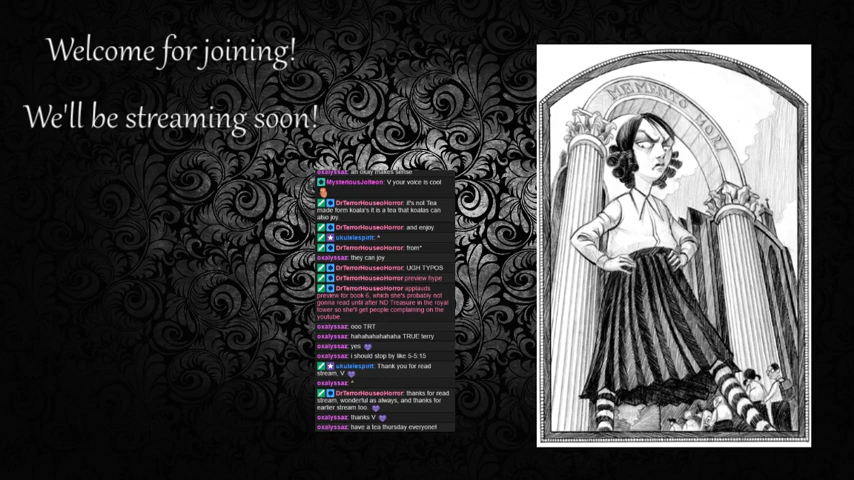 Welcome for joining!
We'll be streaming soon!
oxalyssaz: ah okay makes sense
MysteriousJolteon: V your voice is cool
DrTerrorHouseoHorror: it's not Tea
made form koala's it is a tea that koalas can
also joy.
DrTerrorHouseoHorror: and enjoy
ukulelespirit: ^
DrTerrorHouseoHorror: from*
oxalyssaz: they can joy
DrTerrorHouseoHorror: UGH TYPOS
DrTerrorHouseoHorror preview hype
DrTerrorHouseoHorror applauds
preview for book 6, which she's probably not
gonna read until after ND Treasure in the royal
tower so she'll get people complaining on the
youtube.
oxalyssaz: ooo TRT
oxalyssaz: hahahahahahaha TRUE terry
oxalyssaz: yes
oxalyssaz: i should stop by like 5-5:15
ukulelespirit: Thank you for read
stream, V
oxalyssaz: ^
DrTerrorHouseoHorror: thanks for read
stream, wonderful as always, and thanks for
earlier stream too.
oxalyssaz: thanks V
oxalyssaz: have a tea thursday everyone!
MEMENTO MORI